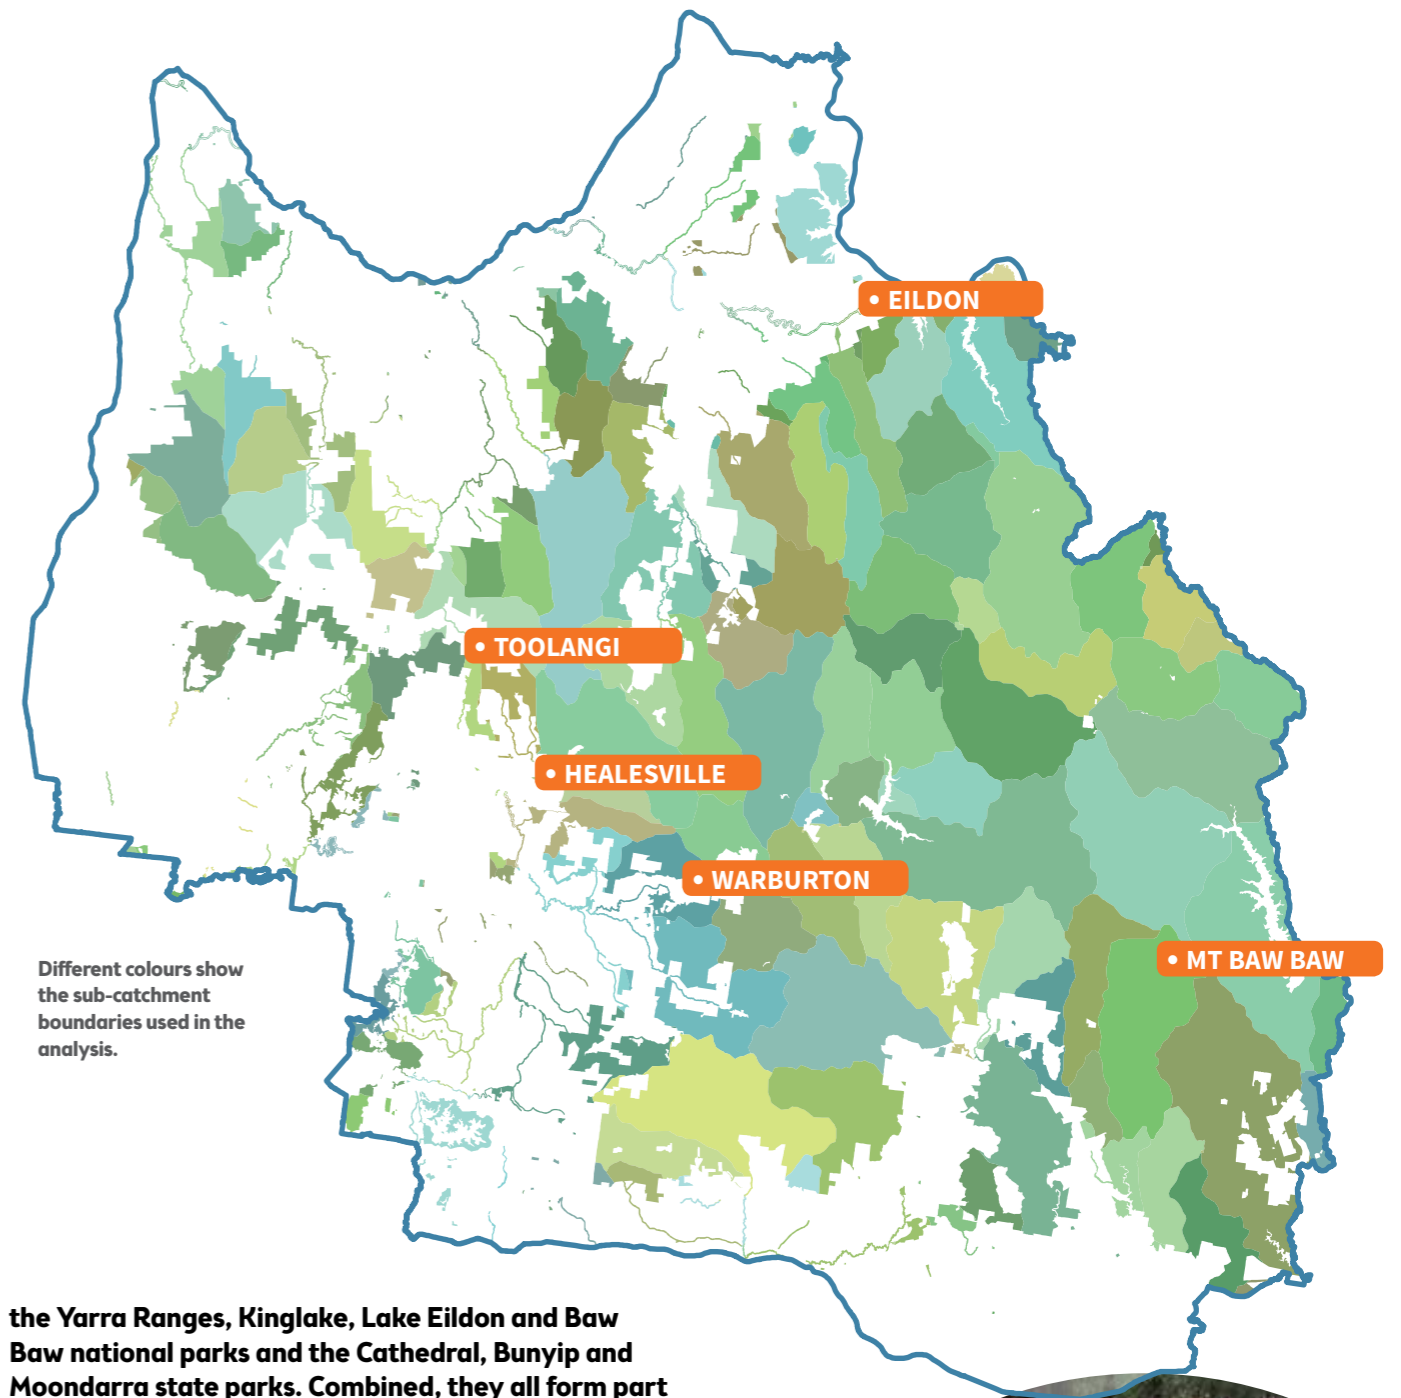 EILDON
TOOLANGI
HEALESVILLE
WARBURTON
MT BAW BAW
Different colours show
the sub-catchment
boundaries used in the
analysis.
the Yarra Ranges, Kinglake, Lake Eildon and Baw
Baw national parks and the Cathedral, Bunyip and
Moondarra state parks. Combined, they all form part